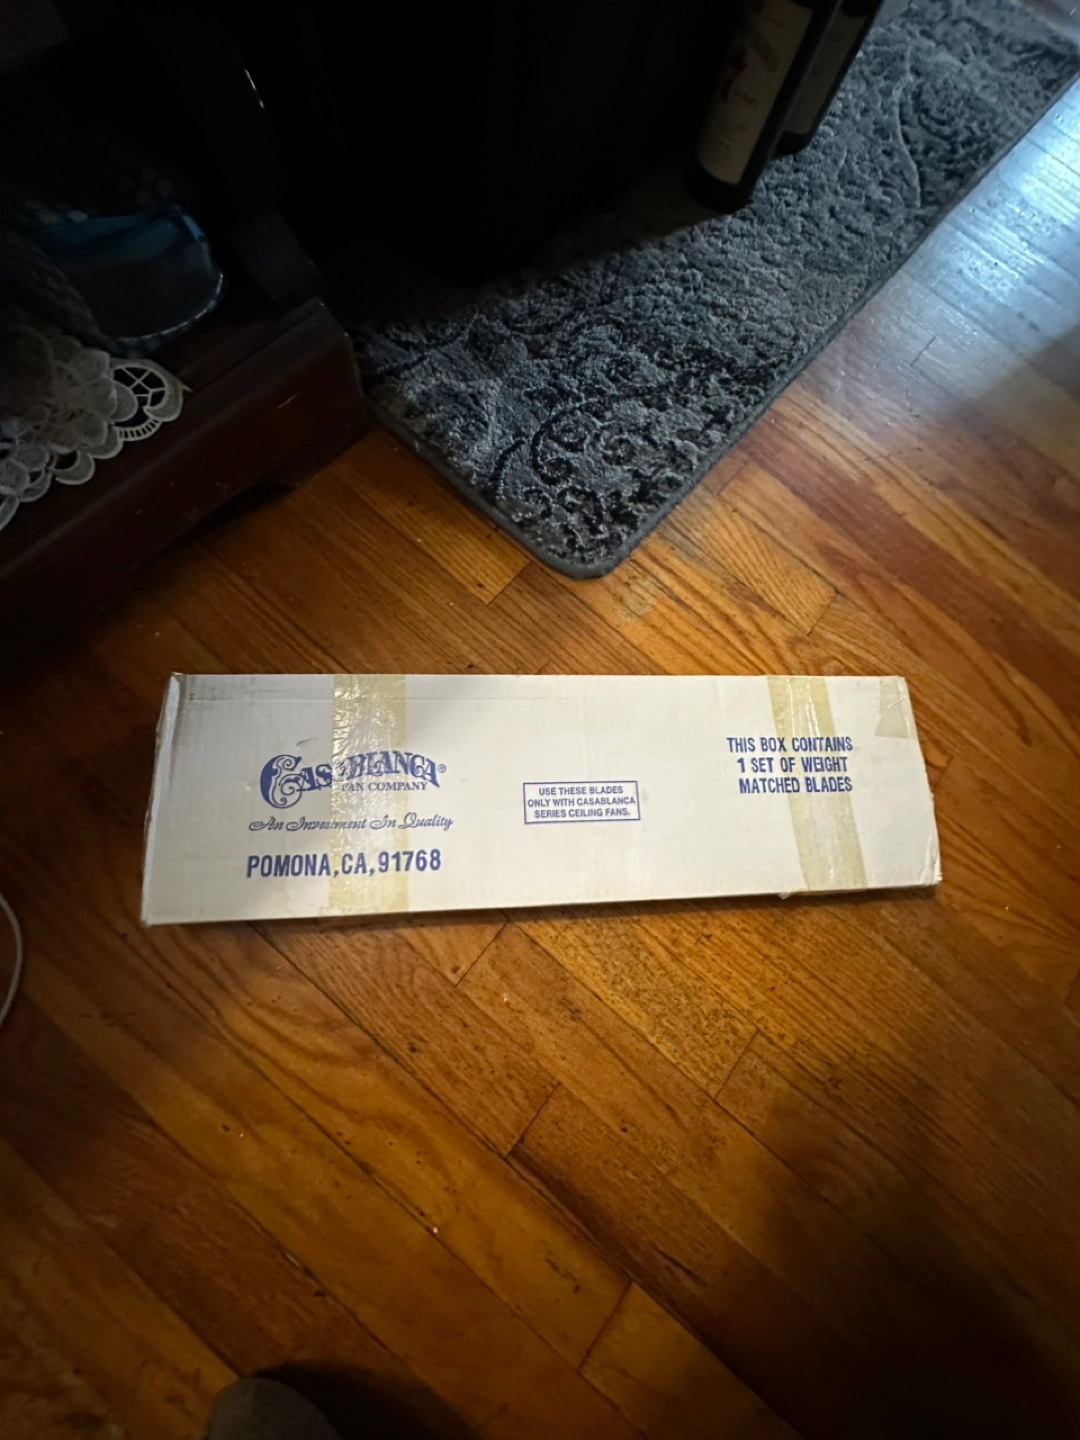 CASABLANCA®
FAN COMPANY
An Investment In Quality
POMONA, CA, 91768
USE THESE BLADES
ONLY WITH CASABLANCA
SERIES CEILING FANS.
THIS BOX CONTAINS
1 SET OF WEIGHT
MATCHED BLADES